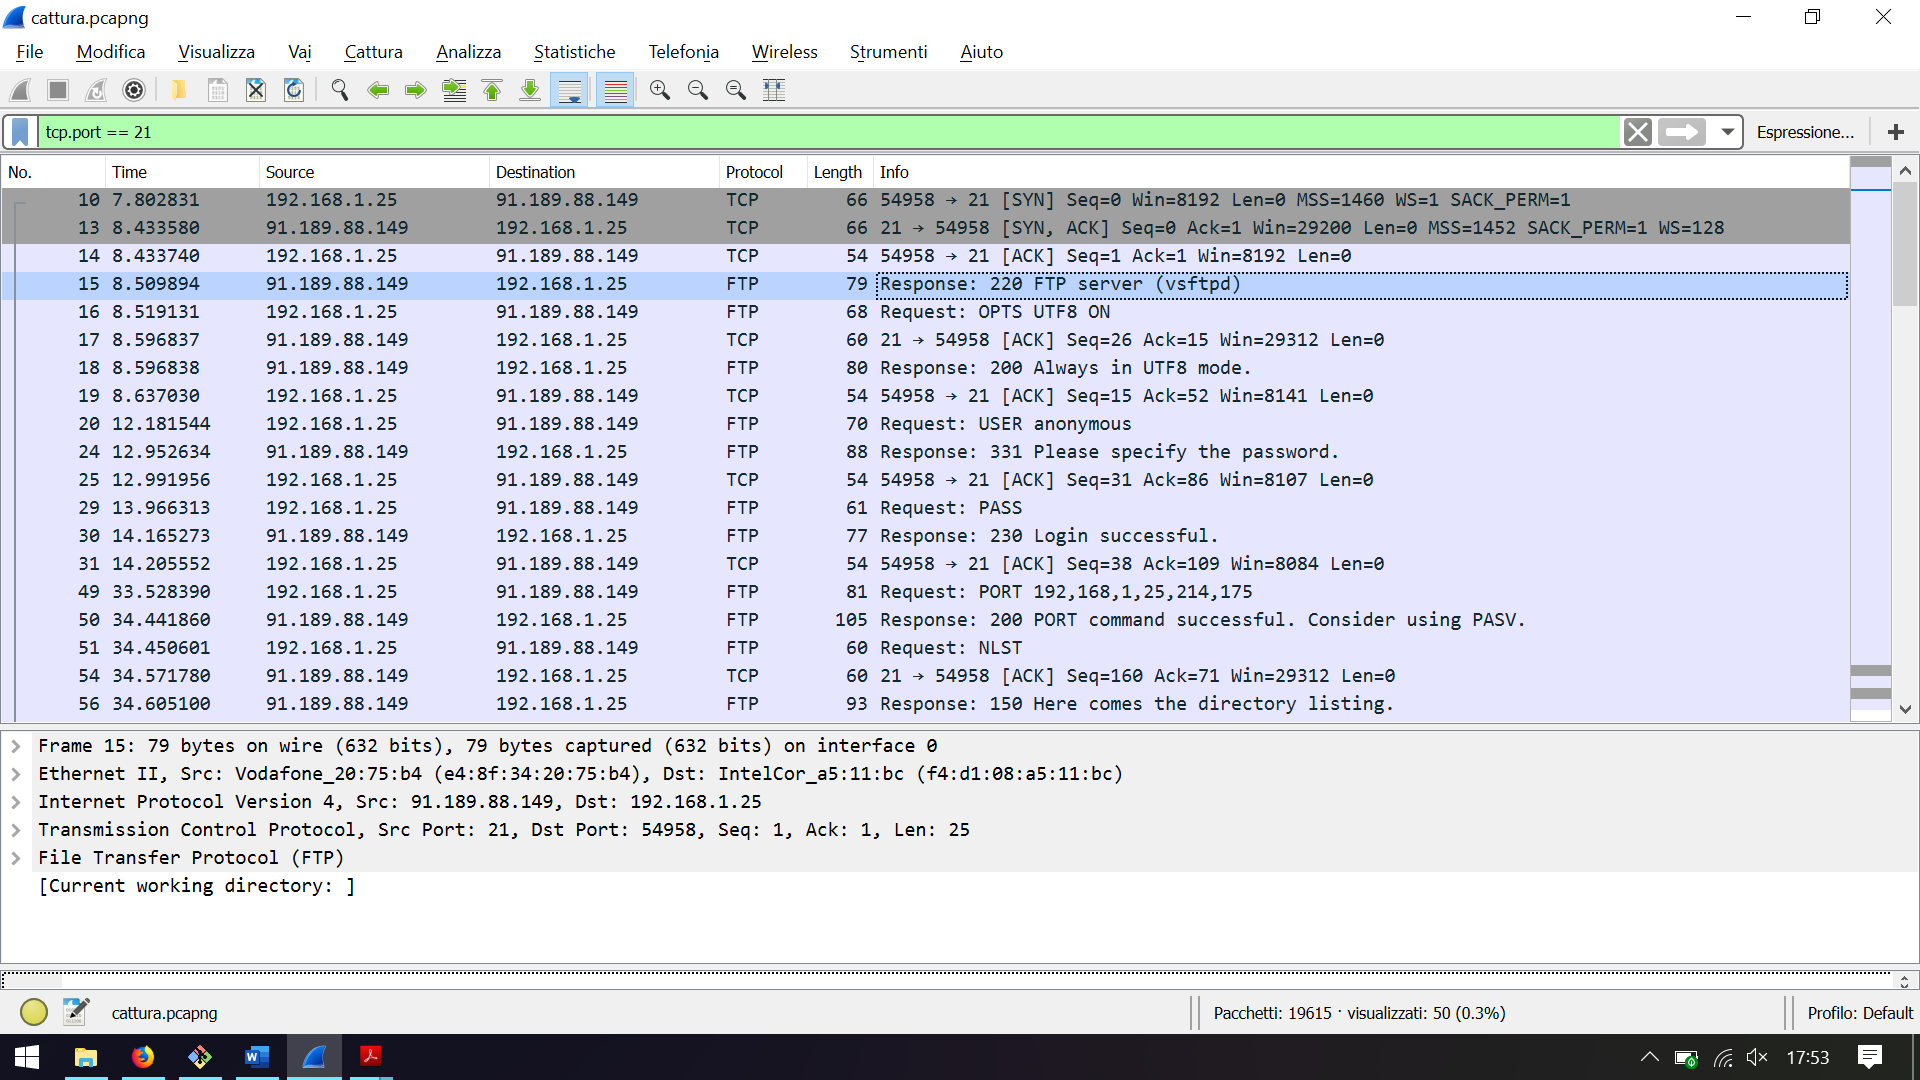 cattura.pcapng
File Modifica Visualizza Vai Cattura Analizza Statistiche Telefonia Wireless Strumenti Aiuto
tcp.port == 21 Espressione... +
No. Time Source Destination Protocol Length Info
10 7.802831 192.168.1.25 91.189.88.149 TCP 66 54958 → 21 [SYN] Seq=0 Win=8192 Len=0 MSS=1460 WS=1 SACK_PERM=1
13 8.433580 91.189.88.149 192.168.1.25 TCP 66 21 → 54958 [SYN, ACK] Seq=0 Ack=1 Win=29200 Len=0 MSS=1452 SACK_PERM=1 WS=128
14 8.433740 192.168.1.25 91.189.88.149 TCP 54 54958 → 21 [ACK] Seq=1 Ack=1 Win=8192 Len=0
15 8.509894 91.189.88.149 192.168.1.25 FTP 79 Response: 220 FTP server (vsftpd)
16 8.519131 192.168.1.25 91.189.88.149 FTP 68 Request: OPTS UTF8 ON
17 8.596837 91.189.88.149 192.168.1.25 TCP 60 21 → 54958 [ACK] Seq=26 Ack=15 Win=29312 Len=0
18 8.596838 91.189.88.149 192.168.1.25 FTP 80 Response: 200 Always in UTF8 mode.
19 8.637030 192.168.1.25 91.189.88.149 TCP 54 54958 → 21 [ACK] Seq=15 Ack=52 Win=8141 Len=0
20 12.181544 192.168.1.25 91.189.88.149 FTP 70 Request: USER anonymous
24 12.952634 91.189.88.149 192.168.1.25 FTP 88 Response: 331 Please specify the password.
25 12.991956 192.168.1.25 91.189.88.149 TCP 54 54958 → 21 [ACK] Seq=31 Ack=86 Win=8107 Len=0
29 13.966313 192.168.1.25 91.189.88.149 FTP 61 Request: PASS
30 14.165273 91.189.88.149 192.168.1.25 FTP 77 Response: 230 Login successful.
31 14.205552 192.168.1.25 91.189.88.149 TCP 54 54958 → 21 [ACK] Seq=38 Ack=109 Win=8084 Len=0
49 33.528390 192.168.1.25 91.189.88.149 FTP 81 Request: PORT 192,168,1,25,214,175
50 34.441860 91.189.88.149 192.168.1.25 FTP 105 Response: 200 PORT command successful. Consider using PASV.
51 34.450601 192.168.1.25 91.189.88.149 FTP 60 Request: NLST
54 34.571780 91.189.88.149 192.168.1.25 TCP 60 21 → 54958 [ACK] Seq=160 Ack=71 Win=29312 Len=0
56 34.605100 91.189.88.149 192.168.1.25 FTP 93 Response: 150 Here comes the directory listing.
Frame 15: 79 bytes on wire (632 bits), 79 bytes captured (632 bits) on interface 0
Ethernet II, Src: Vodafone_20:75:b4 (e4:8f:34:20:75:b4), Dst: IntelCor_a5:11:bc (f4:d1:08:a5:11:bc)
Internet Protocol Version 4, Src: 91.189.88.149, Dst: 192.168.1.25
Transmission Control Protocol, Src Port: 21, Dst Port: 54958, Seq: 1, Ack: 1, Len: 25
File Transfer Protocol (FTP)
[Current working directory: ]
cattura.pcapng Pacchetti: 19615 · visualizzati: 50 (0.3%) Profilo: Default
17:53